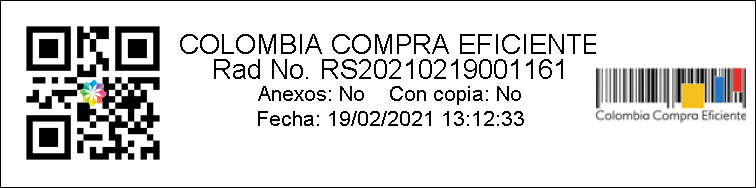 COLOMBIA COMPRA EFICIENTE
Rad No. RS20210219001161
Anexos: No Con copia: No
Fecha: 19/02/2021 13:12:33
Colombia Compra Eficiente